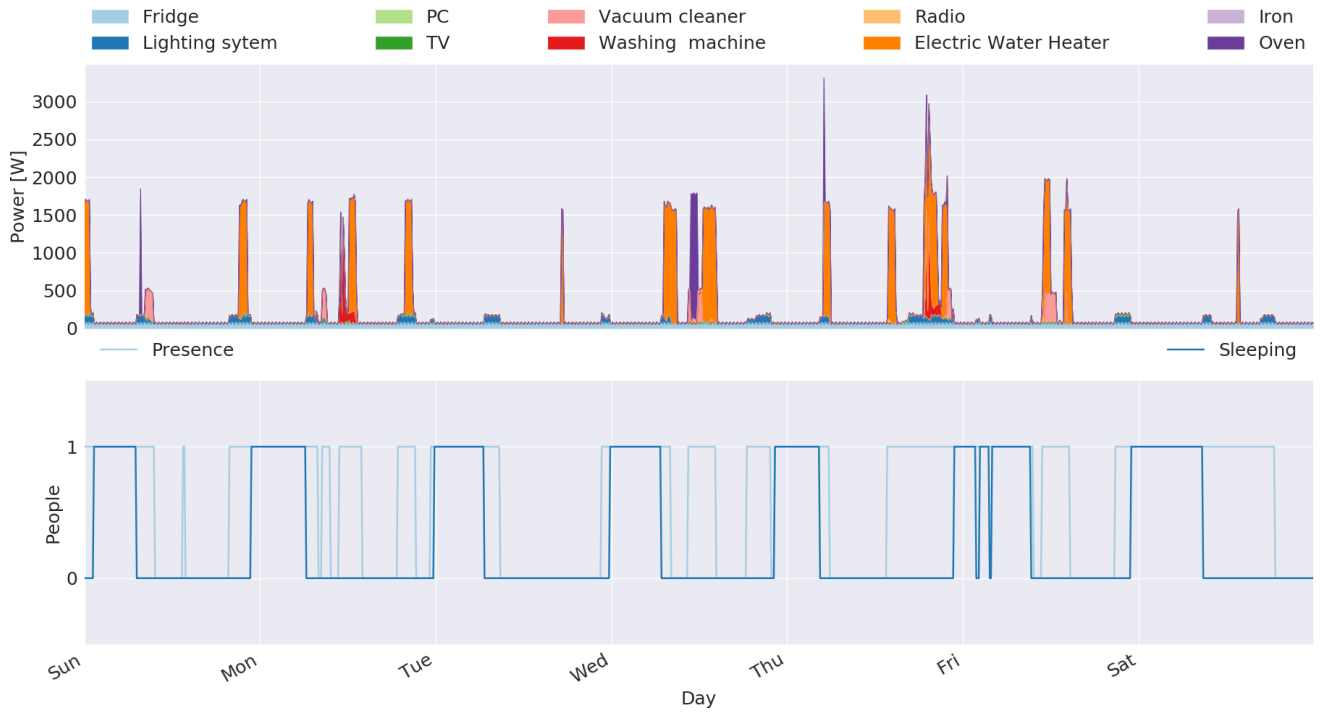 Fridge PC Vacuum cleaner Radio Iron
Lighting sytem TV Washing machine Electric Water Heater Oven
3000
2500
2000
1500
1000
500
0
Power [W]
Presence Sleeping
1
0
People
Sun Mon Tue Wed Thu Fri Sat
Day